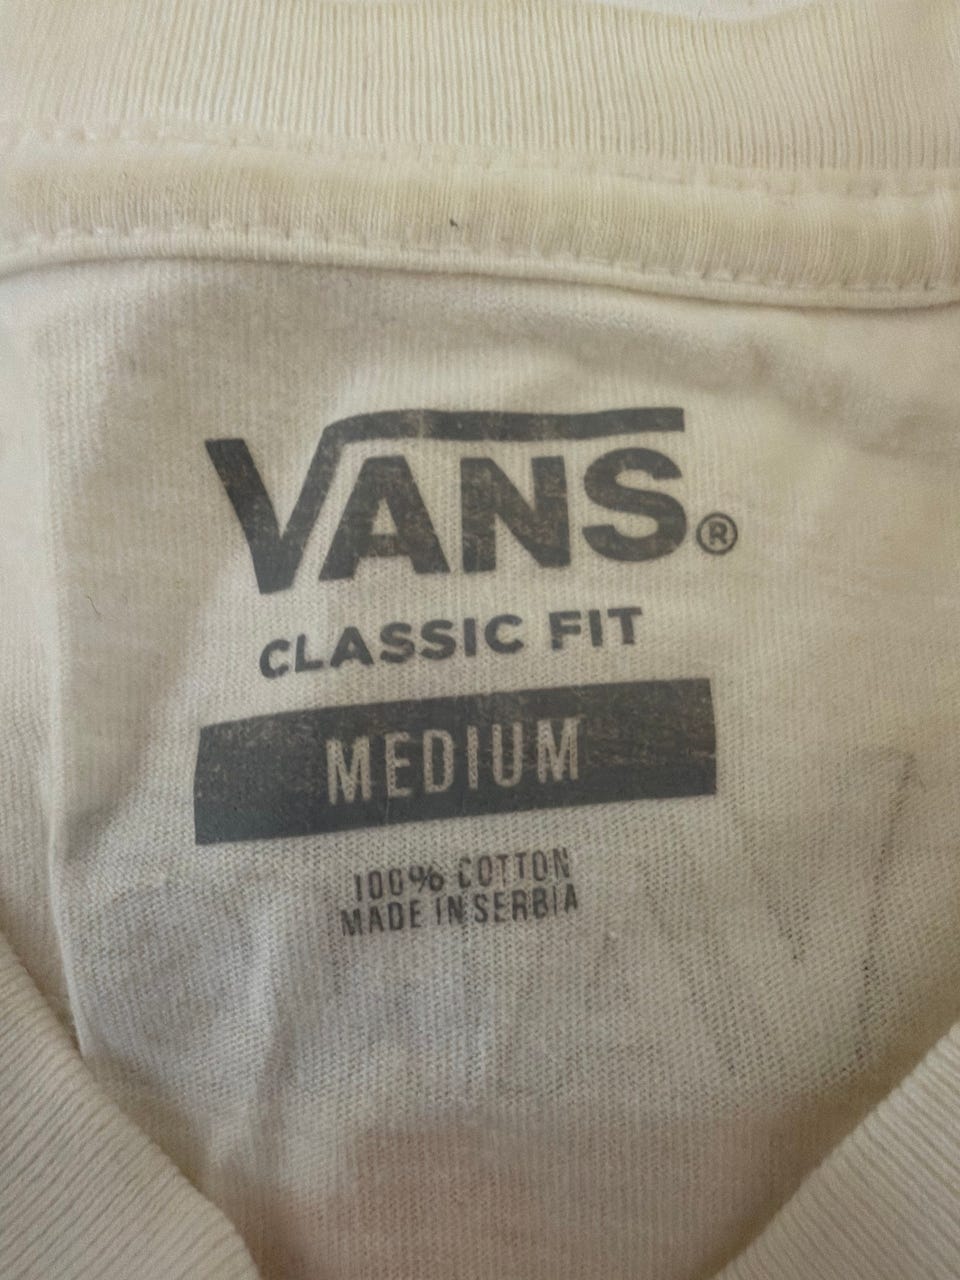 VANS®
CLASSIC FIT
MEDIUM
100% COTTON
MADE IN SERBIA